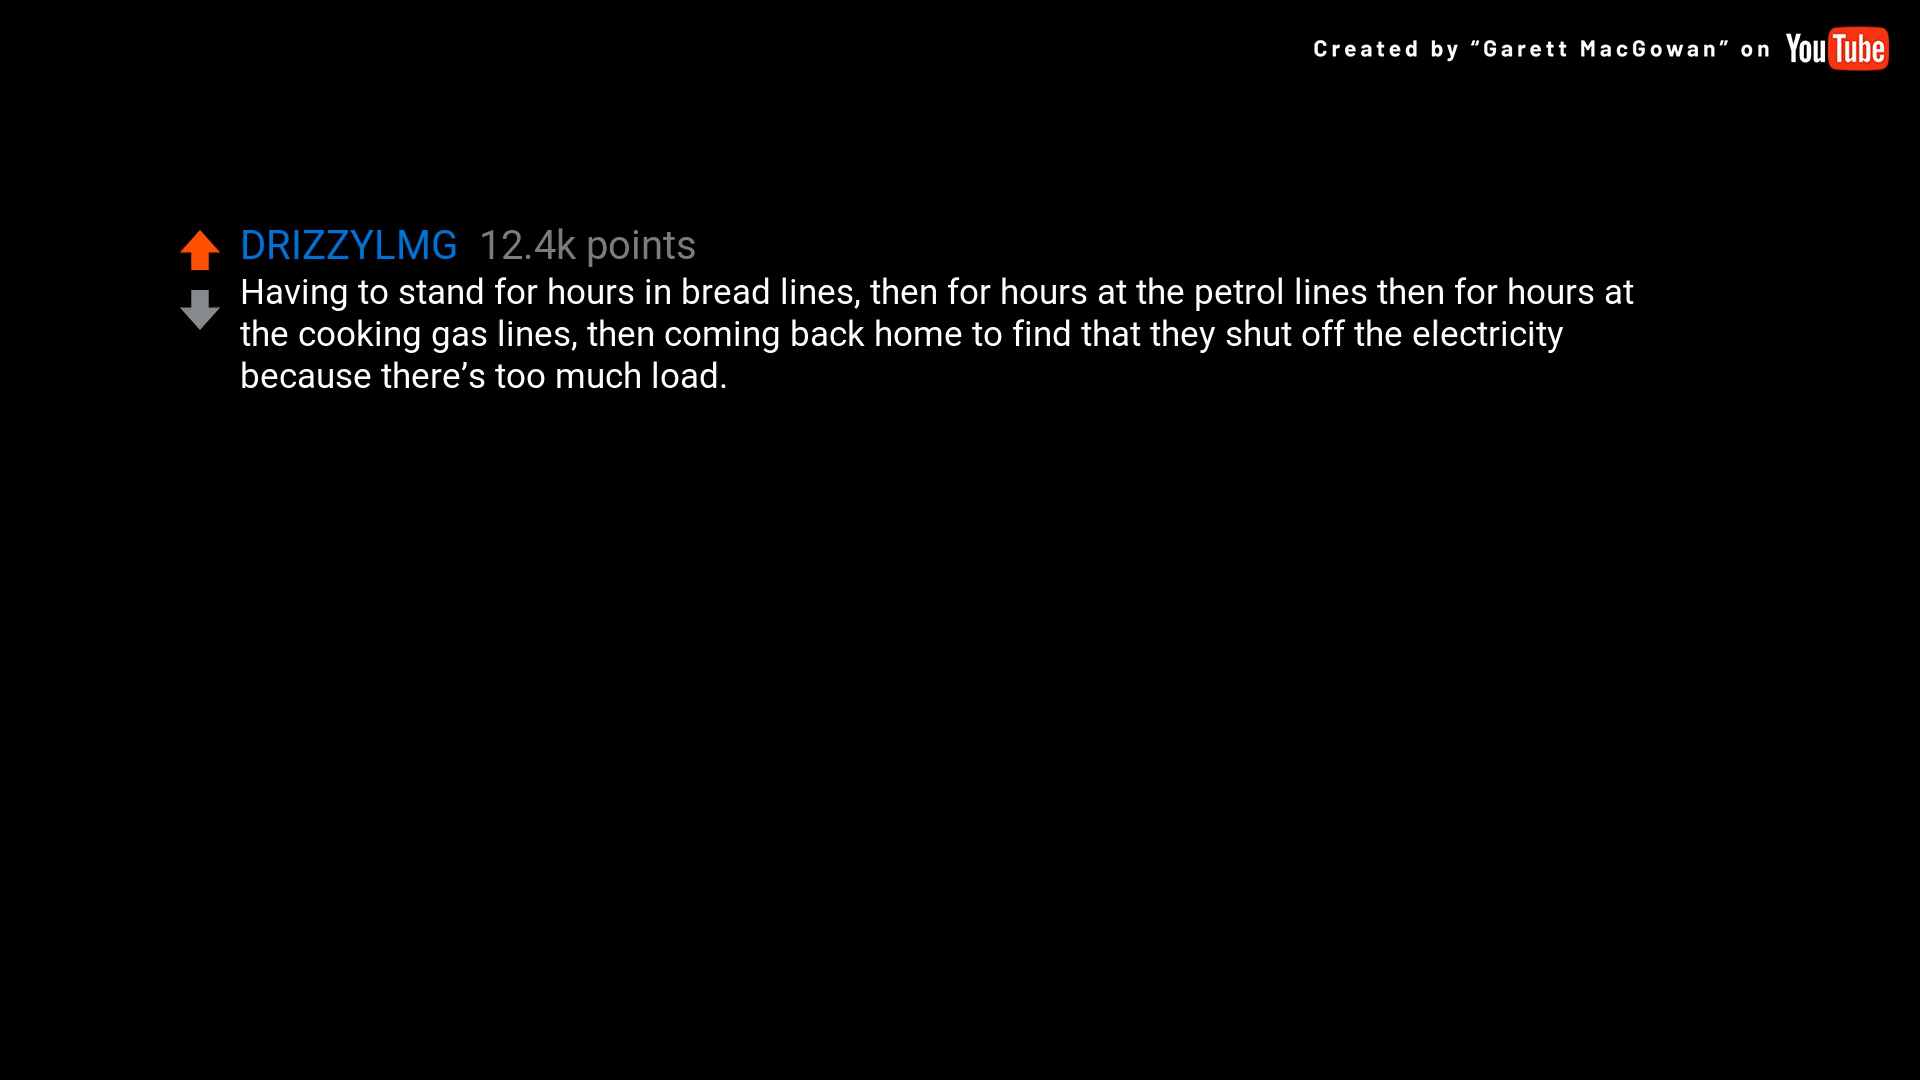 Created by “Garett MacGowan” on YouTube
DRIZZYLMG 12.4k points
Having to stand for hours in bread lines, then for hours at the petrol lines then for hours at
the cooking gas lines, then coming back home to find that they shut off the electricity
because there’s too much load.